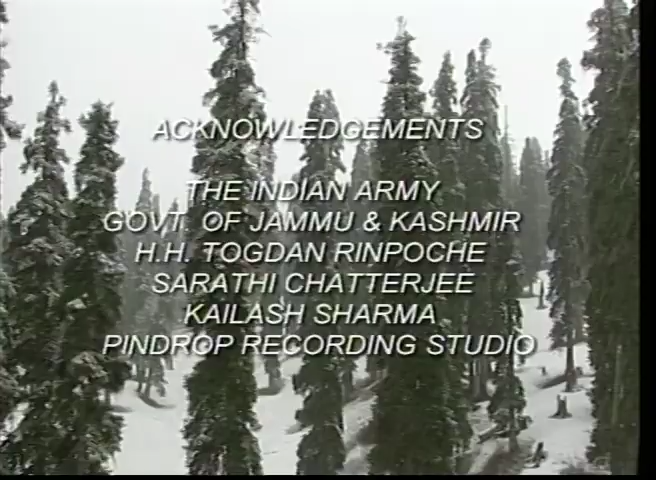 ACKNOWLEDGEMENTS
THE INDIAN ARMY
GOVT. OF JAMMU & KASHMIR
H.H. TOGDAN RINPOCHE
SARATHI CHATTERJEE
KAILASH SHARMA
PINDROP RECORDING STUDIO